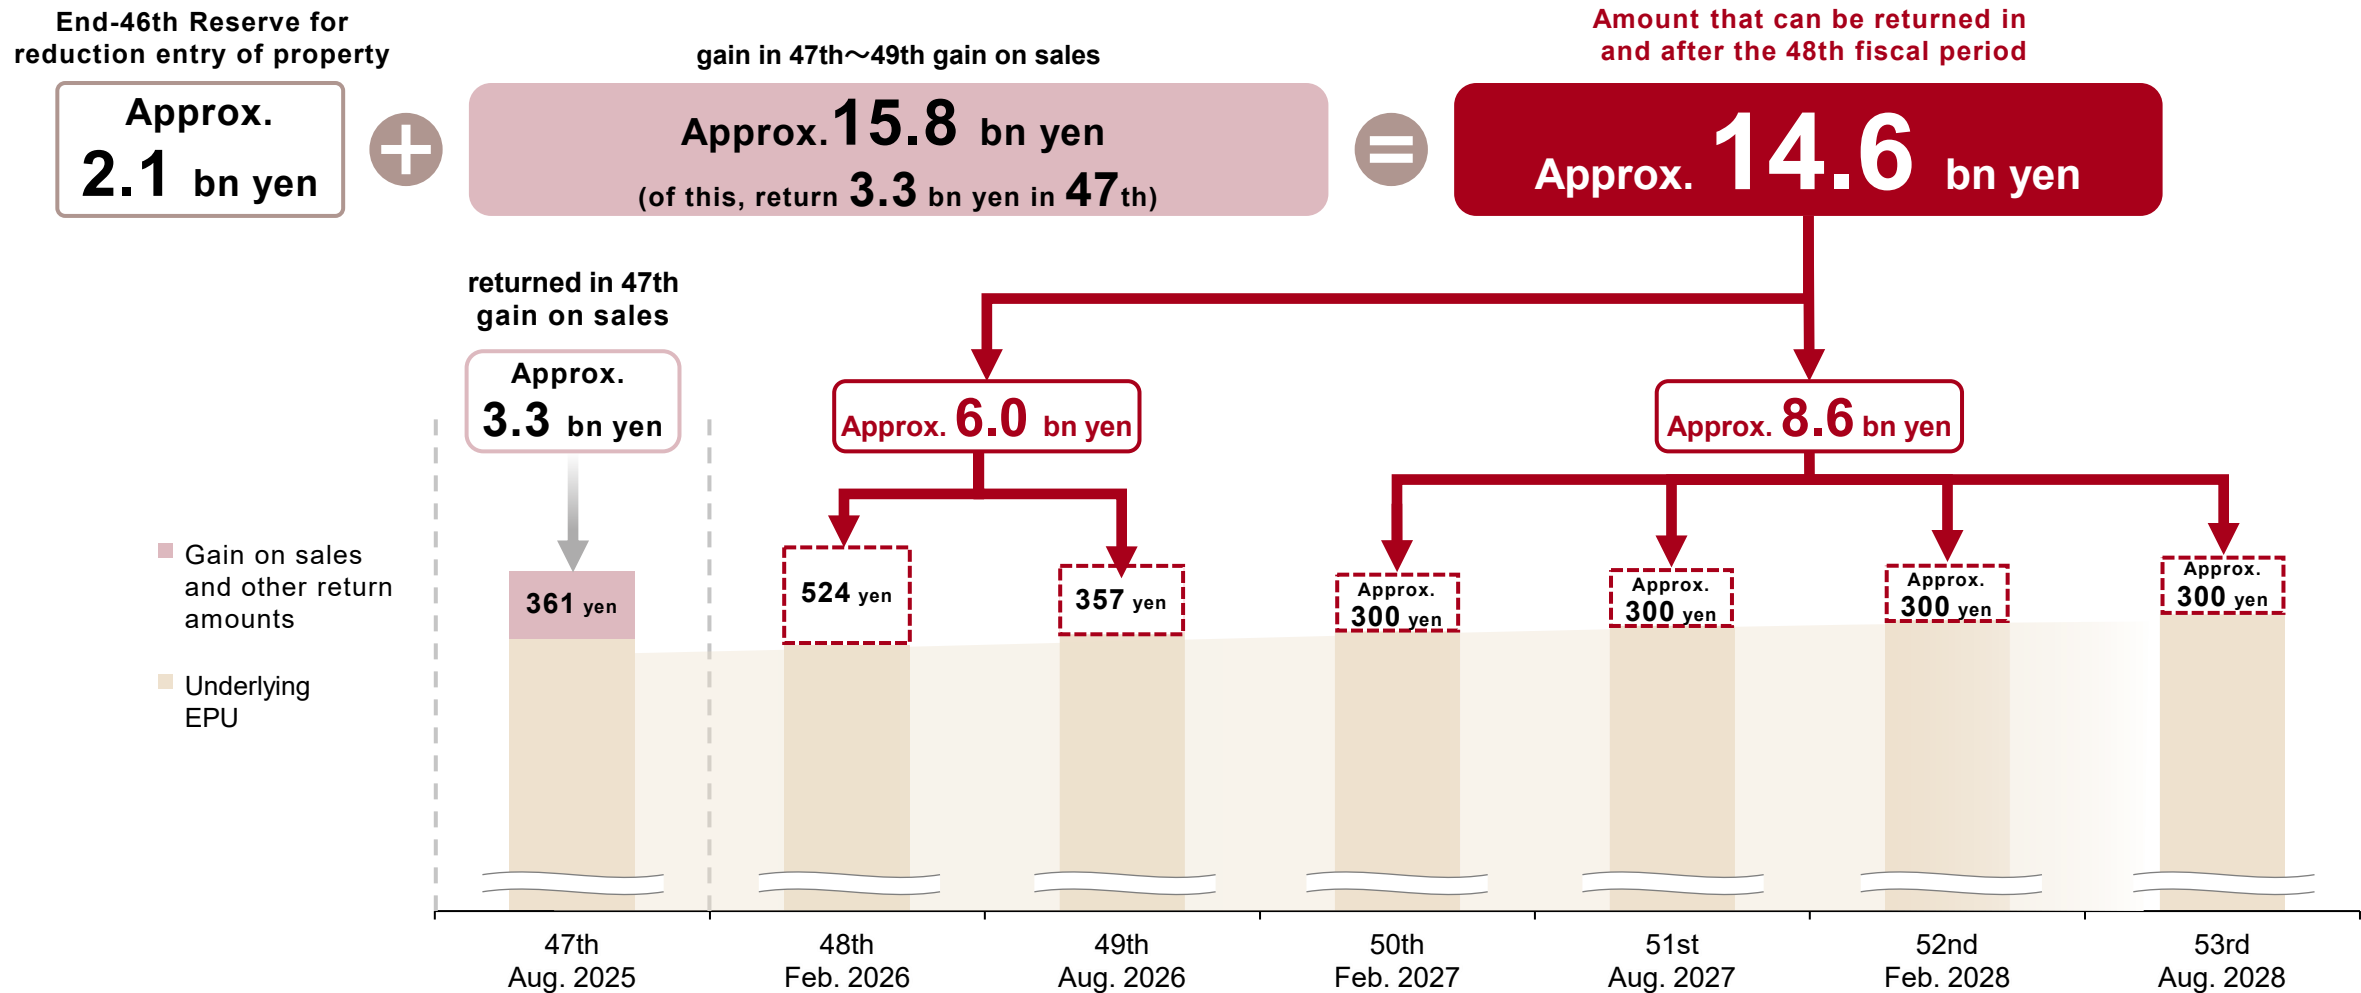 End-46th Reserve for
reduction entry of property
Approx.
2.1 bn yen
gain in 47th～49th gain on sales
Approx. 15.8 bn yen
(of this, return 3.3 bn yen in 47th)
Amount that can be returned in
and after the 48th fiscal period
Approx. 14.6 bn yen
returned in 47th
gain on sales
Approx.
3.3 bn yen
Approx. 6.0 bn yen
Approx. 8.6 bn yen
Gain on sales
and other return
amounts
Underlying
EPU
361 yen
524 yen
357 yen
Approx.
300 yen
Approx.
300 yen
Approx.
300 yen
Approx.
300 yen
47th
Aug. 2025
48th
Feb. 2026
49th
Aug. 2026
50th
Feb. 2027
51st
Aug. 2027
52nd
Feb. 2028
53rd
Aug. 2028